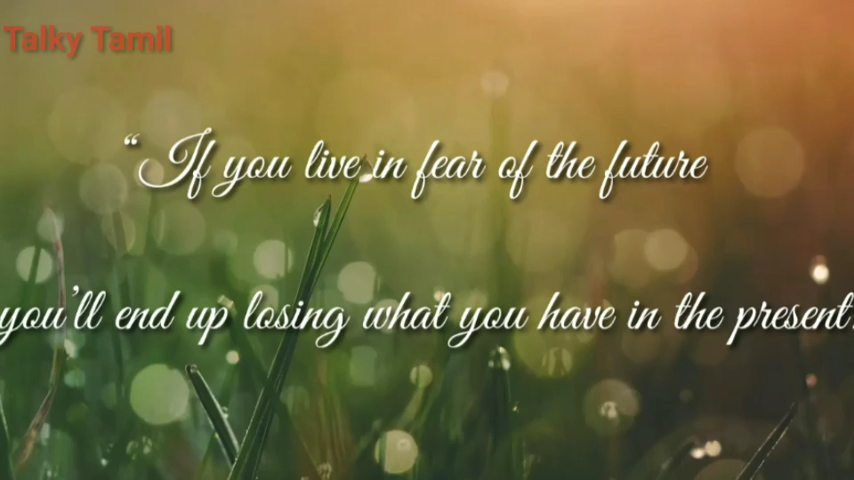 Talky Tamil
“If you live in fear of the future
you'll end up losing what you have in the present.